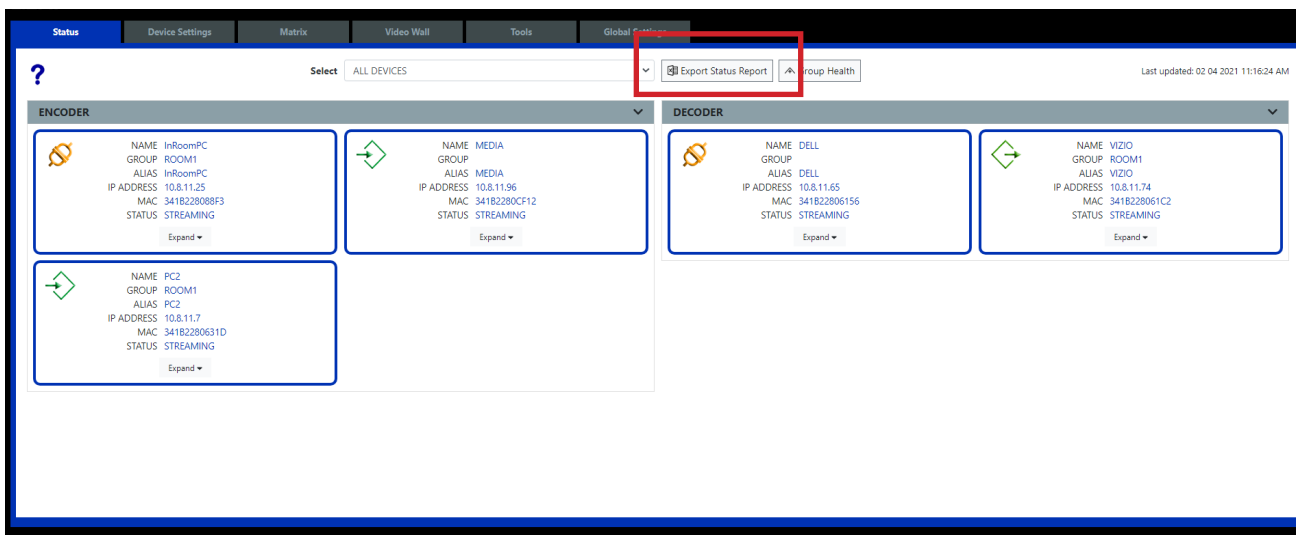 Status Device Settings Matrix Video Wall Tools Global Settings
? Select ALL DEVICES Export Status Report Group Health Last updated: 02 04 2021 11:16:24 AM
ENCODER
NAME InRoomPC
GROUP ROOM1
ALIAS InRoomPC
IP ADDRESS 10.8.11.25
MAC 341B228088F3
STATUS STREAMING
Expand
NAME MEDIA
GROUP
ALIAS MEDIA
IP ADDRESS 10.8.11.96
MAC 341B2280CF12
STATUS STREAMING
Expand
NAME PC2
GROUP ROOM1
ALIAS PC2
IP ADDRESS 10.8.11.7
MAC 341B2280631D
STATUS STREAMING
Expand
DECODER
NAME DELL
GROUP
ALIAS DELL
IP ADDRESS 10.8.11.65
MAC 341B22806156
STATUS STREAMING
Expand
NAME VIZIO
GROUP ROOM1
ALIAS VIZIO
IP ADDRESS 10.8.11.74
MAC 341B228061C2
STATUS STREAMING
Expand